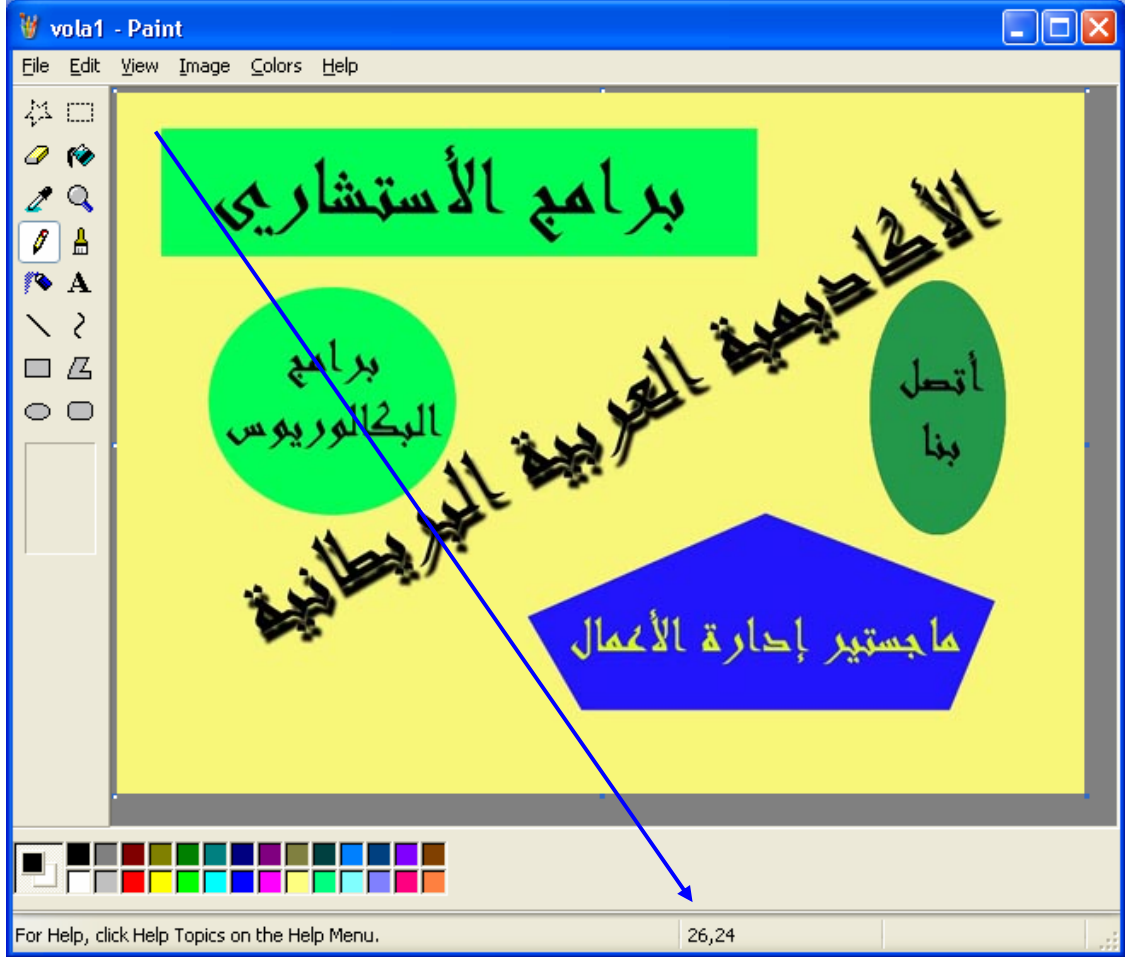 vola1 - Paint
File Edit View Image Colors Help
برامج الأستشاري
الأكاديمية العربية البريطانية
برامج
البكالوريوس
أتصل
بنا
ماجستير إدارة الأعمال
For Help, click Help Topics on the Help Menu.
26,24